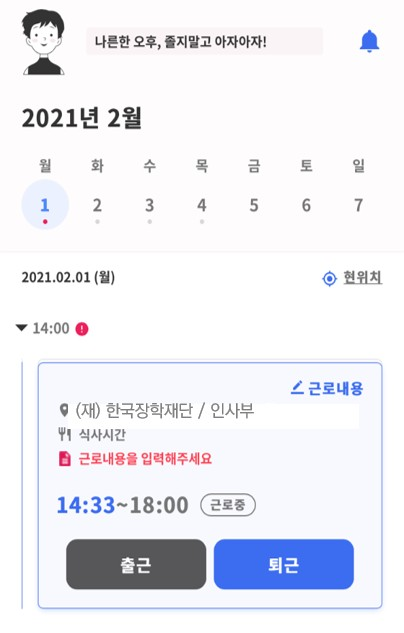 나른한 오후, 졸지말고 아자아자!
2021년 2월
월 화 수 목 금 토 일
1 2 3 4 5 6 7
2021.02.01 (월)
현위치
14:00
근로내용
(재) 한국장학재단 / 인사부
식사시간
근로내용을 입력해주세요
14:33~18:00 근로중
출근 퇴근